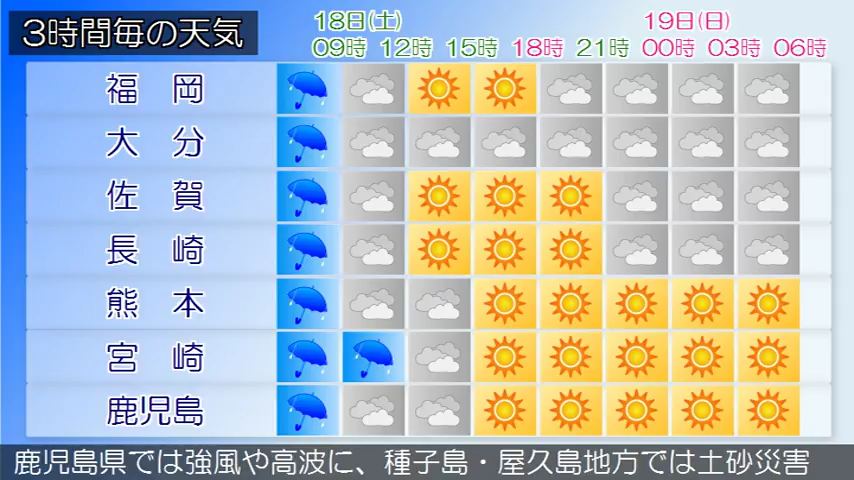 3時間毎の天気
18日(土) 19日(日)
09時 12時 15時 18時 21時 00時 03時 06時
福 岡
大 分
佐 賀
長 崎
熊 本
宮 崎
鹿児島
鹿児島県では強風や高波に、種子島・屋久島地方では土砂災害